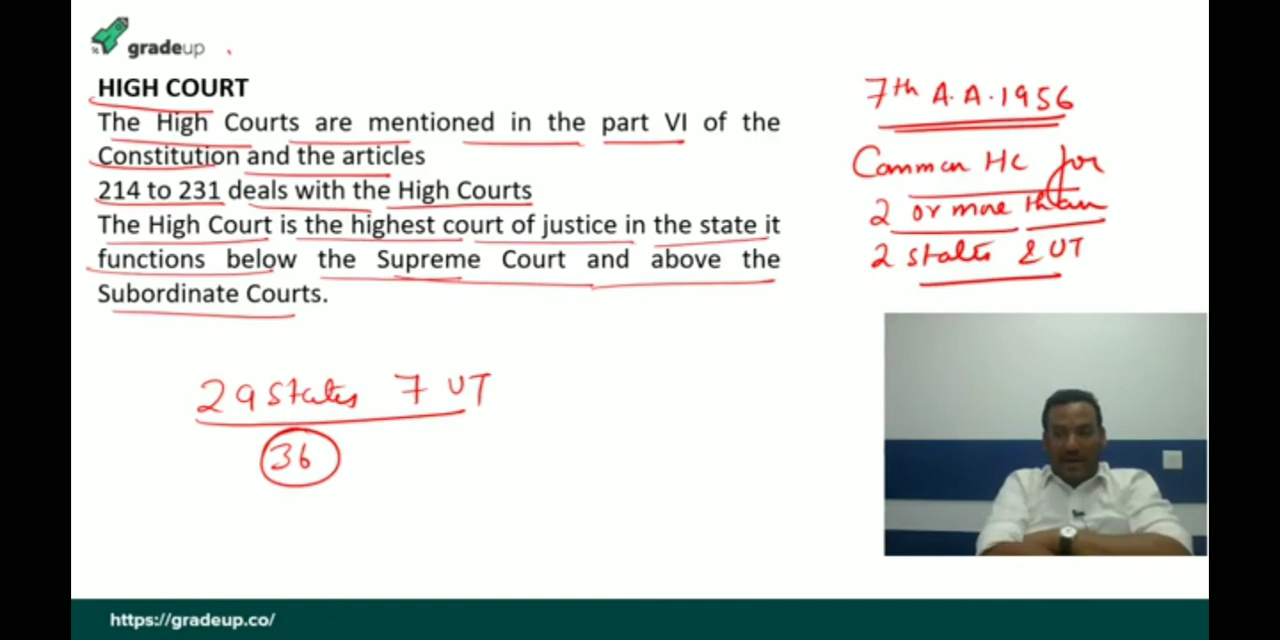 gradeup
HIGH COURT
The High Courts are mentioned in the part VI of the
Constitution and the articles
214 to 231 deals with the High Courts
The High Court is the highest court of justice in the state it
functions below the Supreme Court and above the
Subordinate Courts.
29 States 7 UT
36
7th A.A.1956
Common HC for
2 or more than
2 states & UT
https://gradeup.co/